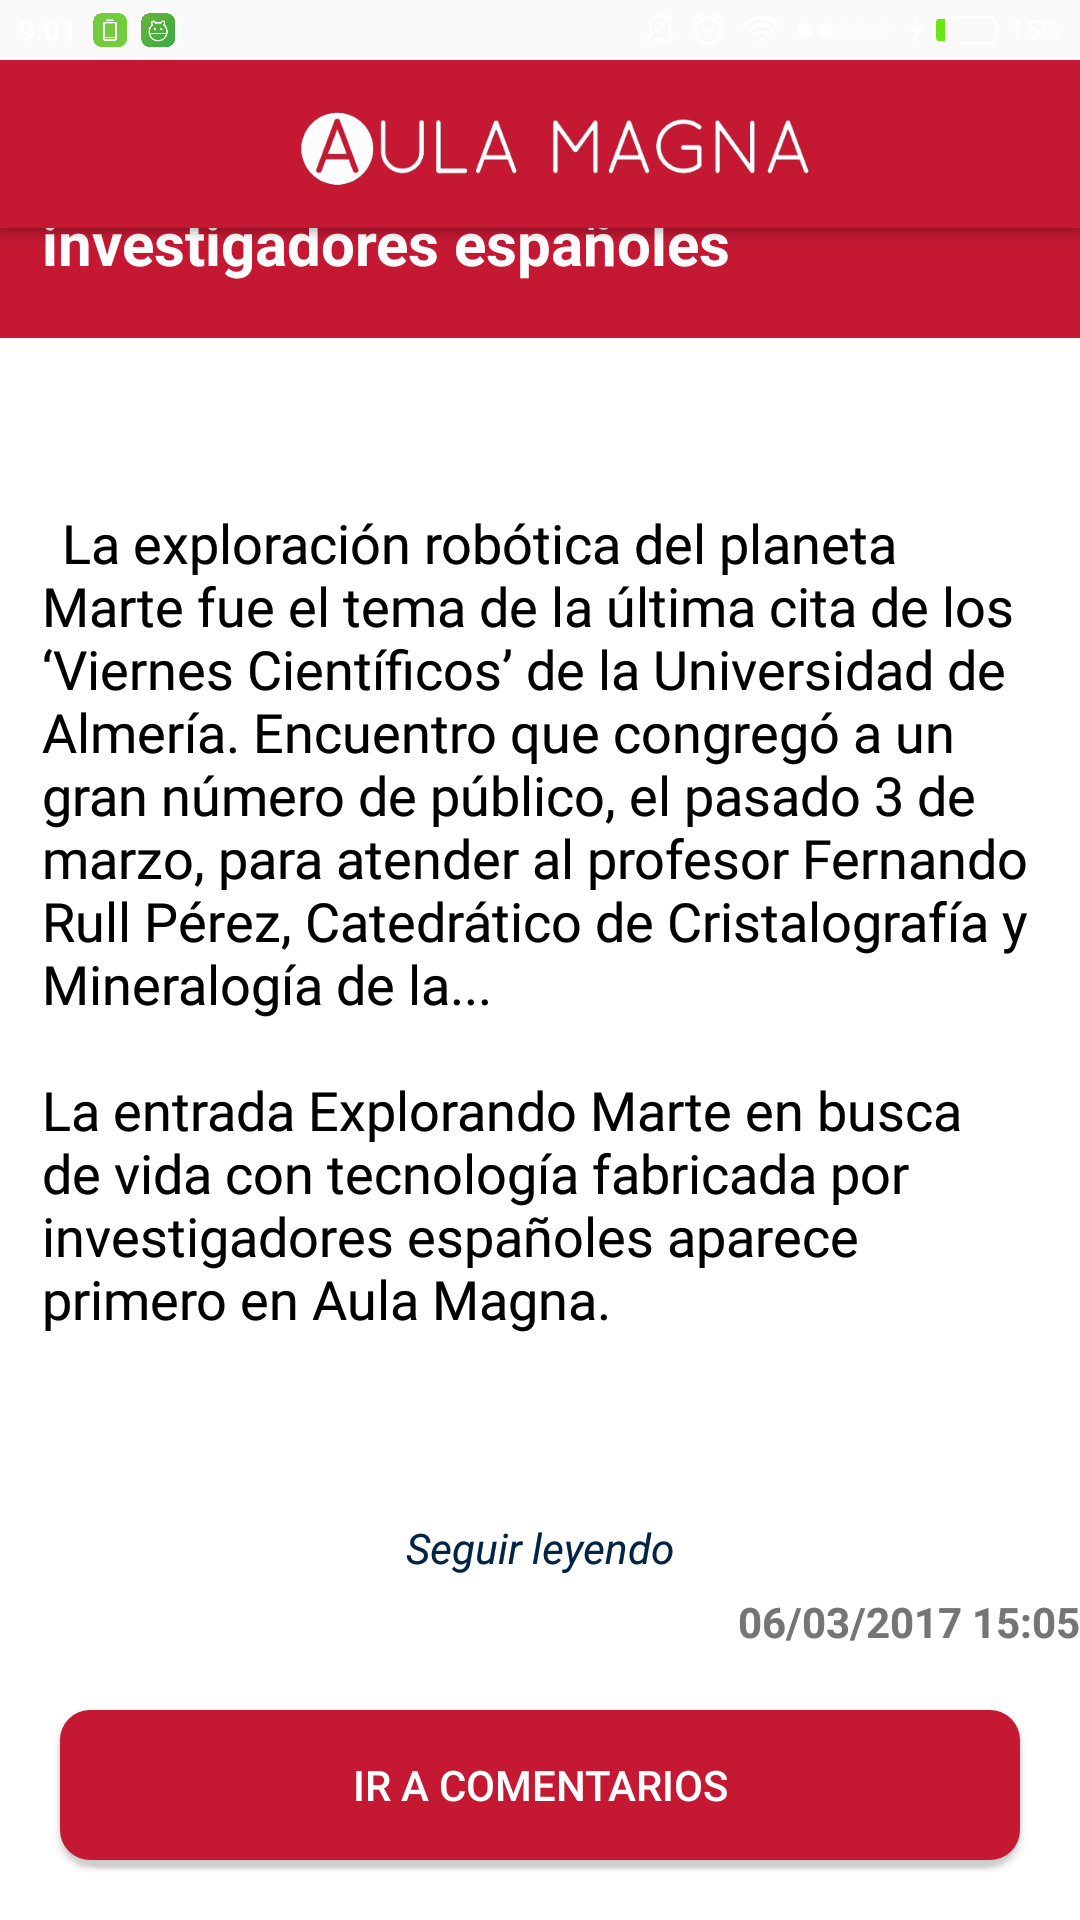 9:01
15%
AULA MAGNA
investigadores españoles
La exploración robótica del planeta
Marte fue el tema de la última cita de los
‘Viernes Científicos’ de la Universidad de
Almería. Encuentro que congregó a un
gran número de público, el pasado 3 de
marzo, para atender al profesor Fernando
Rull Pérez, Catedrático de Cristalografía y
Mineralogía de la...
La entrada Explorando Marte en busca
de vida con tecnología fabricada por
investigadores españoles aparece
primero en Aula Magna.
Seguir leyendo
06/03/2017 15:05
IR A COMENTARIOS